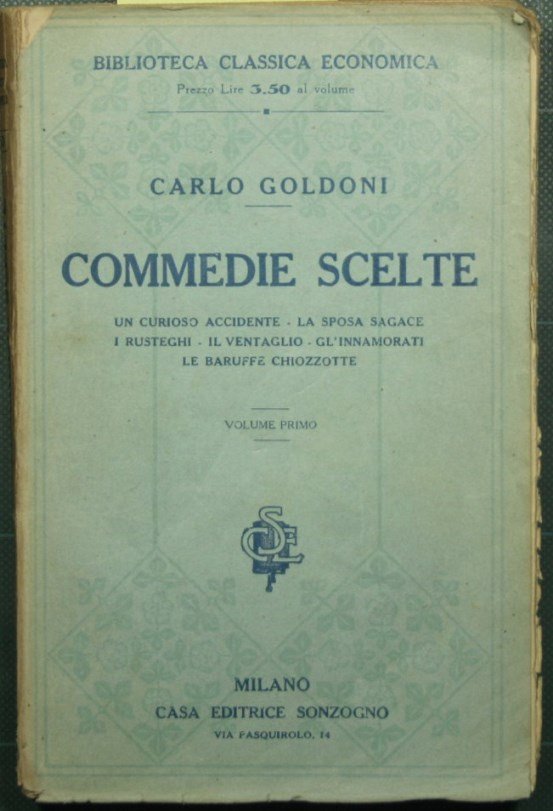 BIBLIOTECA CLASSICA ECONOMICA
Prezzo Lire 3.50 al volume
CARLO GOLDONI
COMMEDIE SCELTE
UN CURIOSO ACCIDENTE - LA SPOSA SAGACE
I RUSTEGHI - IL VENTAGLIO - GL'INNAMORATI
LE BARUFFE CHIOZZOTTE
VOLUME PRIMO
SCE
MILANO
CASA EDITRICE SONZOGNO
VIA PASQUIROLO, 14